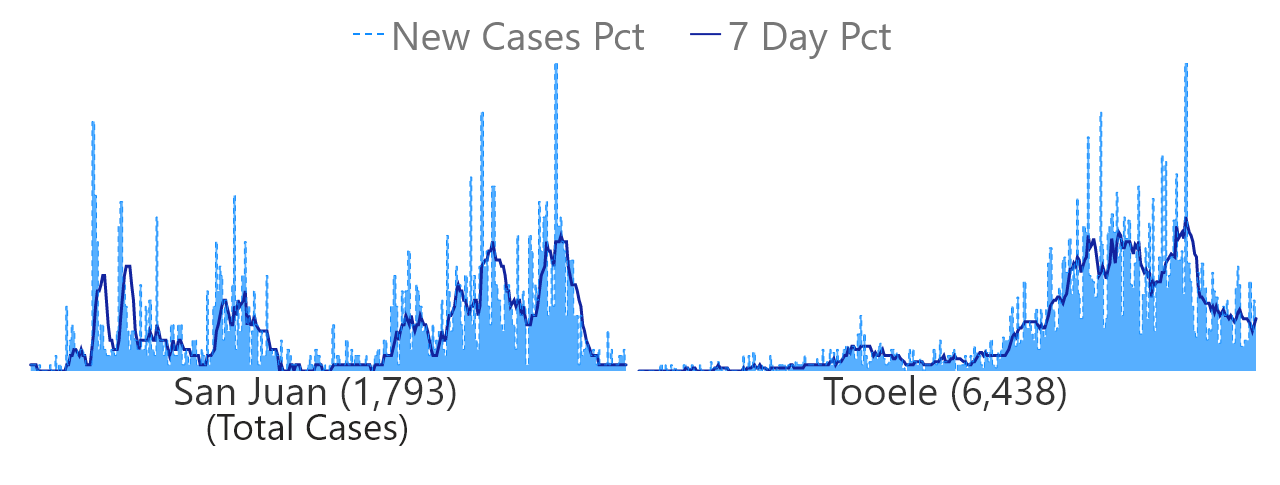 New Cases Pct 7 Day Pct
San Juan (1,793) Tooele (6,438)
(Total Cases)